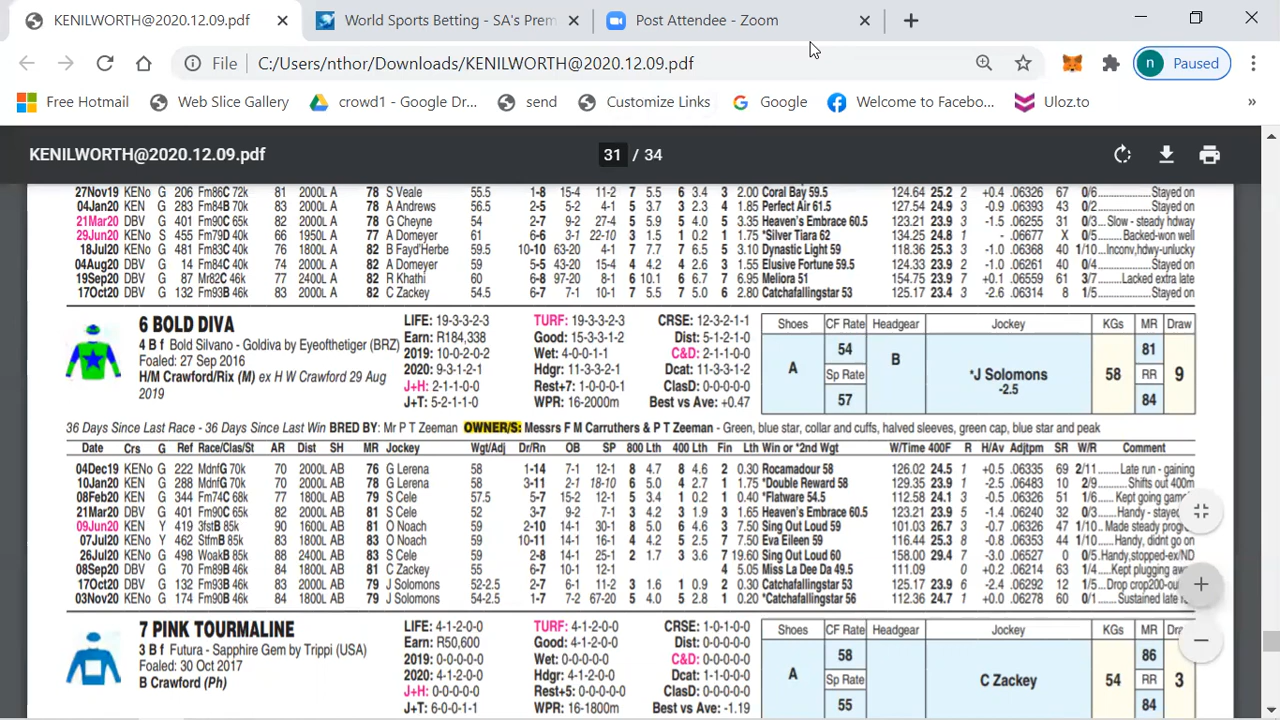 KENILWORTH@2020.12.09.pdf
World Sports Betting - SA's Prem
Post Attendee - Zoom
File C:/Users/nthor/Downloads/KENILWORTH@2020.12.09.pdf
n Paused
Free Hotmail Web Slice Gallery crowd1 - Google Dr... send Customize Links Google Welcome to Facebo... Uloz.to »
KENILWORTH@2020.12.09.pdf 31 / 34
27Nov19 KENo G 206 Fm86C 72k 81 2000L A 78 S Veale 55.5 1-8 15-4 11-2 7 5.5 6 3.4 3 2.00 Coral Bay 59.5 124.64 25.2 2 +0.4 .06325 67 0/6 Stayed on
04Jan20 KEN G 283 Fm84B 70k 82 2000L A 78 A Andrews 56.5 2-5 5-2 4-1 5 3.7 3 2.3 4 1.85 Perfect Air 61.5 127.54 24.9 3 -0.9 .06393 43 0/2 Stayed on
21Mar20 DBV G 401 Fm90C 65k 82 2000L A 78 G Cheyne 54 2-7 9-2 27-4 5 5.9 4 5.0 4 3.35 Heaven's Embrace 60.5 123.21 23.9 3 -1.5 .06255 31 0/3 Slow - steady hdway
29Jun20 KEN S 455 Fm79D 40k 66 1950L A 77 A Domeyer 61 6-6 3-1 22-10 3 1.5 1 0.2 1 1.75 *Silver Tiara 62 134.25 24.8 1 -.0 .06677 X 0/5 Backed-won well
18Jul20 KENo G 481 Fm83C 40k 76 1800L A 82 B Fayd'Herbe 59.5 10-10 63-20 4-1 7 7.7 7 6.5 5 3.10 Dynastic Light 59 118.36 25.3 3 -1.0 .06368 40 1/10 Inconv,hdwy-unlucky
04Aug20 DBV G 14 Fm84C 40k 74 2000L A 82 A Domeyer 59 5-5 43-20 15-4 4 4.2 4 2.6 3 1.55 Elusive Fortune 59.5 124.33 23.9 2 -1.0 .06261 40 0/4 Stayed on
19Sep20 DBV G 87 Mr62C 46k 77 2400L A 82 R Khathi 60 8-8 97-20 8-1 6 10.1 6 6.7 7 6.95 Meliora 51 154.75 23.7 9 +0.1 .06559 61 3/7 Lacked extra late
17Oct20 DBV G 132 Fm93B 46k 83 2000L A 82 C Zackey 54.5 6-7 7-1 10-1 7 5.5 7 5.0 6 2.80 Catchafallingstar 53 125.17 23.4 3 -2.6 .06314 8 1/5 Stayed on
6 BOLD DIVA
4 B f Bold Silvano - Goldiva by Eyeofthetiger (BRZ)
Foaled: 27 Sep 2016
H/M Crawford/Rix (M) ex H W Crawford 29 Aug
2019
LIFE: 19-3-3-2-3 TURF: 19-3-3-2-3 CRSE: 12-3-2-1-1
Earn: R184,338 Good: 15-3-3-1-2 Dist: 5-1-2-1-0
2019: 10-0-2-0-2 Wet: 4-0-0-1-1 C&D: 2-1-1-0-0
2020: 9-3-1-2-1 Hdgr: 11-3-3-2-1 Dcat: 11-3-3-1-2
J+H: 2-1-1-0-0 Rest+7: 1-0-0-0-1 ClasD: 0-0-0-0-0
J+T: 5-2-1-1-0 WPR: 16-2000m Best vs Ave: +0.47
Shoes CF Rate Headgear Jockey KGs MR Draw
A 54 Sp Rate 57 B *J Solomons -2.5 58 81 RR 84 9
36 Days Since Last Race - 36 Days Since Last Win BRED BY: Mr P T Zeeman OWNER/S: Messrs F M Carruthers & P T Zeeman - Green, blue star, collar and cuffs, halved sleeves, green cap, blue star and peak
Date Crs G Ref Race/Clas/St AR Dist SH MR Jockey Wgt/Adj Dr/Rn OB SP 800 Lth 400 Lth Fin Lth Win or *2nd Wgt W/Time 400F R H/Av Adjtpm W/R Comment
04Dec19 KENo G 222 MdnfG 70k 70 2000L AB 76 G Lerena 58 1-14 7-1 12-1 8 4.7 8 4.6 2 0.30 Rocamadour 58 126.02 24.5 1 +0.5 .06335 69 2/11 Late run - gaining
10Jan20 KEN G 288 MdnfG 70k 70 2000L AB 78 G Lerena 58 3-11 2-1 18-10 6 5.0 4 2.7 1 1.75 *Double Reward 58 129.35 23.9 1 -2.5 .06483 10 2/9 Shifts out 400m
08Feb20 KEN G 344 Fm74C 68k 77 1800L AB 79 S Cele 57.5 5-7 15-2 12-1 5 3.4 5 1.2 1 0.40 *Flatware 54.5 112.58 24.1 3 -0.5 .06326 51 1/6 Kept going game
21Mar20 DBV G 401 Fm90C 65k 82 2000L AB 81 S Cele 52 3-7 9-2 7-1 3 4.2 3 1.9 3 1.65 Heaven's Embrace 60.5 123.21 23.9 5 -1.4 .06240 32 0/3 Handy - staye
09Jun20 KEN Y 419 3fstB 85k 90 1600L AB 81 O Noach 59 2-10 14-1 30-1 8 5.0 4 4.6 3 7.50 Sing Out Loud 59 101.03 26.7 3 -0.7 .06326 47 1/10 Made steady prog
07Jul20 KENo Y 462 StfmB 85k 95 1800L AB 83 O Noach 59 10-11 14-1 16-1 4 4.2 5 2.5 7 7.50 Eva Eileen 59 116.44 25.3 8 -0.8 .06353 44 1/10 Handy, didnt go on
26Jul20 KENo G 498 WoakB 85k 88 2400L AB 83 S Cele 59 2-8 14-1 25-1 2 1.7 3 3.6 7 19.60 Sing Out Loud 60 158.00 29.4 7 -3.0 .06527 0 0/5 Handy,stopped-ex/ND
08Sep20 DBV G 70 Fm89B 46k 84 1800L AB 81 C Zackey 55 6-7 10-1 12-1 4 5.05 Miss La Dee Da 49.5 111.09 0 +0.2 .06214 63 1/4 Kept plugging aw
17Oct20 DBV G 132 Fm93B 46k 83 2000L AB 79 J Solomons 52-2.5 2-7 6-1 11-2 3 1.6 1 0.9 2 0.30 Catchafallingstar 53 125.17 23.9 6 -2.4 .06292 12 1/5 Drop crop200-out
03Nov20 KENo G 174 Fm90B 46k 84 1800L AB 79 J Solomons 54-2.5 1-7 7-2 67-20 5 4.0 5 2.8 1 0.20 *Catchafallingstar 56 112.36 24.7 1 +0.0 .06278 60 0/1 Sustained late r
7 PINK TOURMALINE
3 B f Futura - Sapphire Gem by Trippi (USA)
Foaled: 30 Oct 2017
B Crawford (Ph)
LIFE: 4-1-2-0-0 TURF: 4-1-2-0-0 CRSE: 1-0-1-0-0
Earn: R50,600 Good: 4-1-2-0-0 Dist: 0-0-0-0-0
2019: 0-0-0-0-0 Wet: 0-0-0-0-0 C&D: 0-0-0-0-0
2020: 4-1-2-0-0 Hdgr: 4-1-2-0-0 Dcat: 1-1-0-0-0
J+H: 0-0-0-0-0 Rest+5: 0-0-0-0-0 ClasD: 0-0-0-0-0
J+T: 6-0-0-1-1 WPR: 16-1800m Best vs Ave: -1.19
Shoes CF Rate Headgear Jockey KGs MR Dra
A 58 Sp Rate 55 C Zackey 54 86 RR 84 3